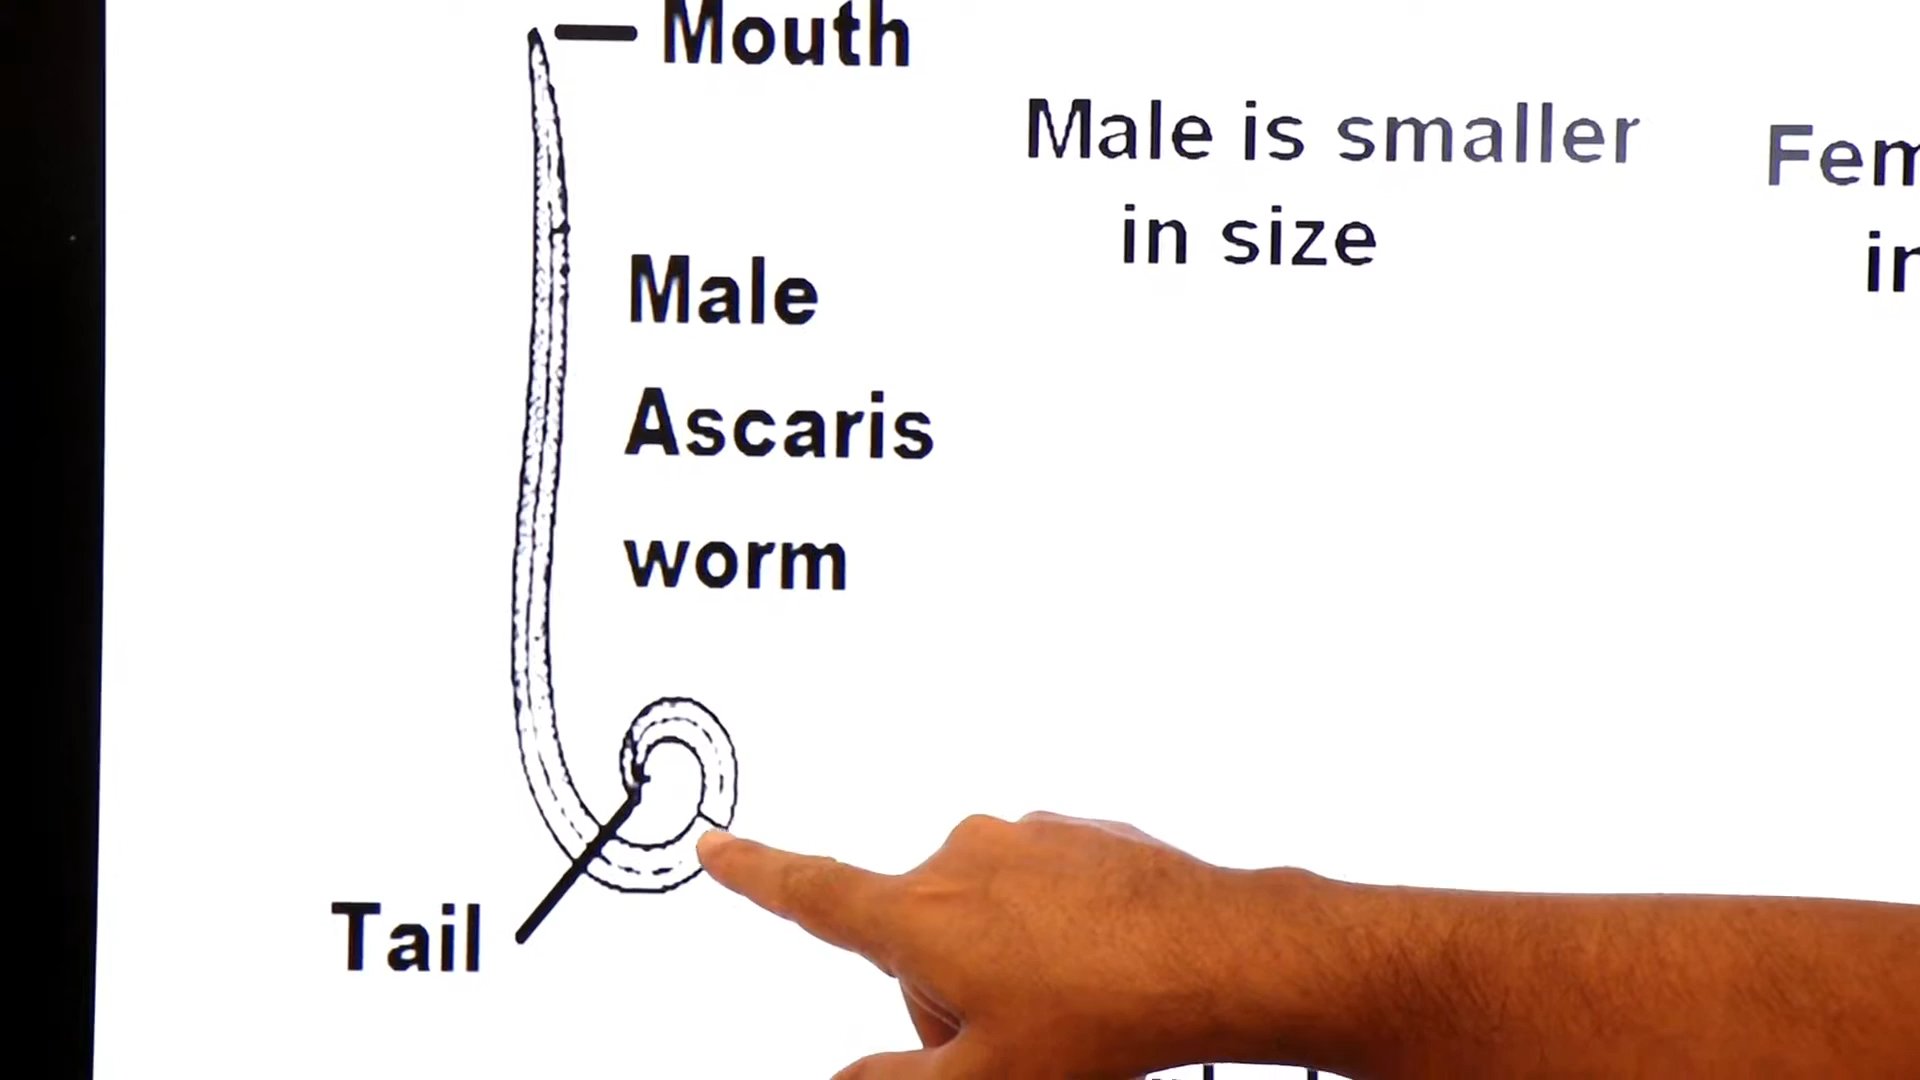 Mouth
Male is smaller
in size
Male
Ascaris
worm
Tail